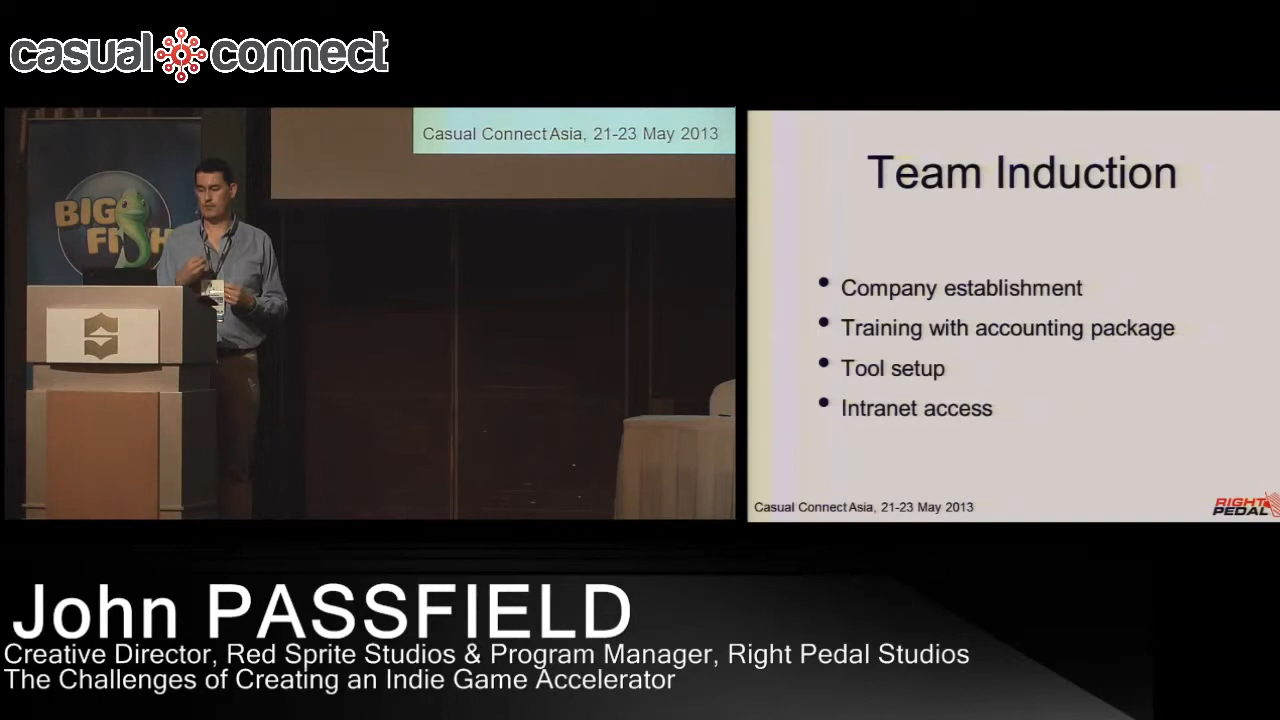 casual connect
Casual Connect Asia, 21-23 May 2013
BIG
FISH
Team Induction
• Company establishment
• Training with accounting package
• Tool setup
• Intranet access
Casual Connect Asia, 21-23 May 2013
RIGHT
PEDAL
John PASSFIELD
Creative Director, Red Sprite Studios & Program Manager, Right Pedal Studios
The Challenges of Creating an Indie Game Accelerator